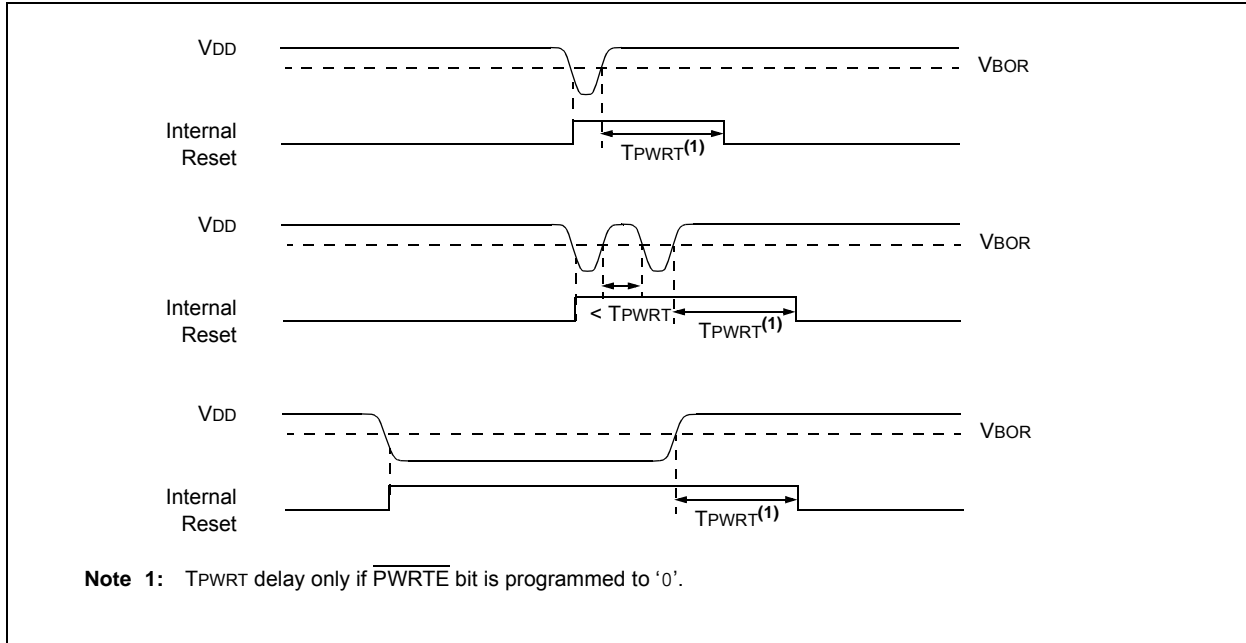 VDD
VBOR
Internal
Reset
TPWRT(1)
VDD
VBOR
Internal
Reset
< TPWRT
TPWRT(1)
VDD
VBOR
Internal
Reset
TPWRT(1)
Note 1: TPWRT delay only if PWRTE bit is programmed to ‘0’.